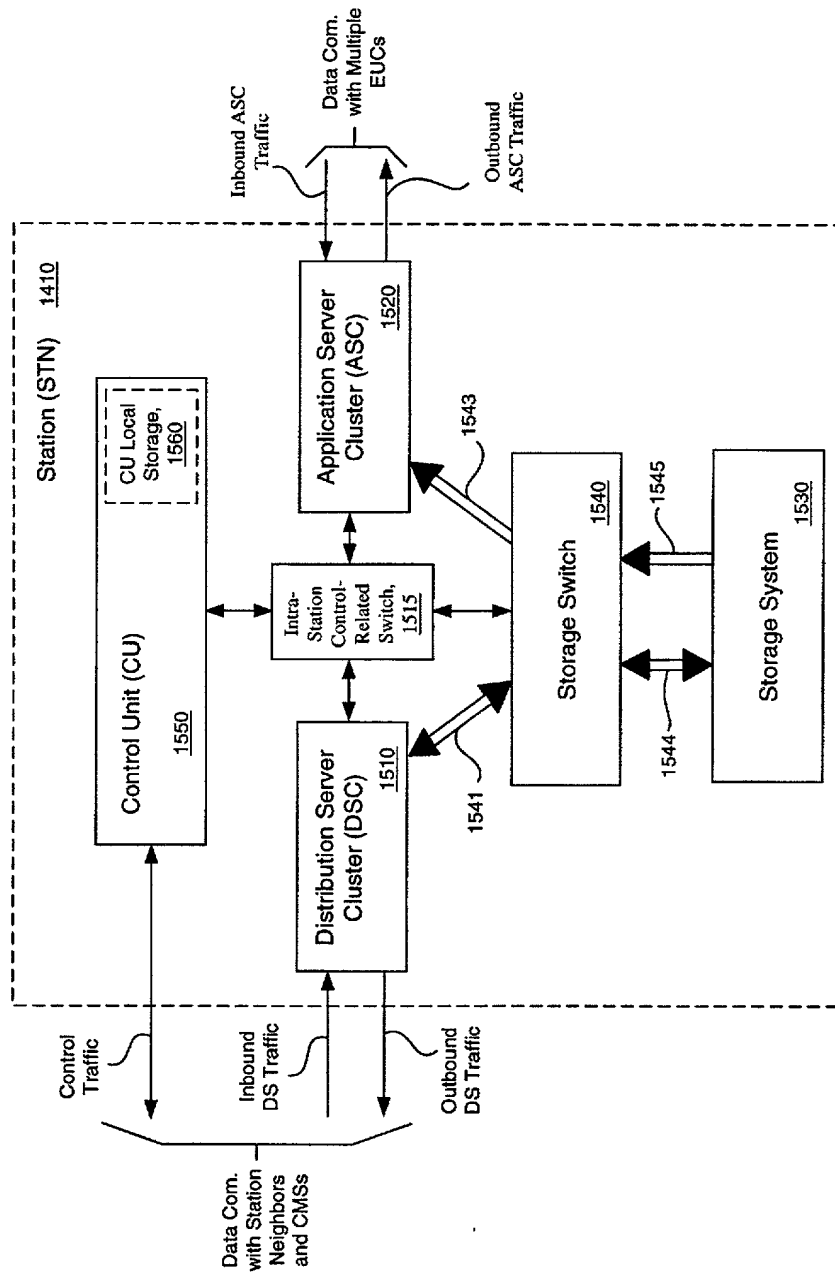 Station (STN)
1410
Control Unit (CU)
1550
CU Local
Storage,
1560
Control
Traffic
Data Com.
with Station
Neighbors
and CMSs
Inbound
DS Traffic
Outbound
DS Traffic
Distribution Server
Cluster (DSC)
1510
Intra-
Station
Control-
Related
Switch,
1515
Application Server
Cluster (ASC)
1520
Inbound ASC
Traffic
Data Com.
with Multiple
EUCs
Outbound
ASC Traffic
1541
1543
Storage Switch
1540
1544
1545
Storage System
1530